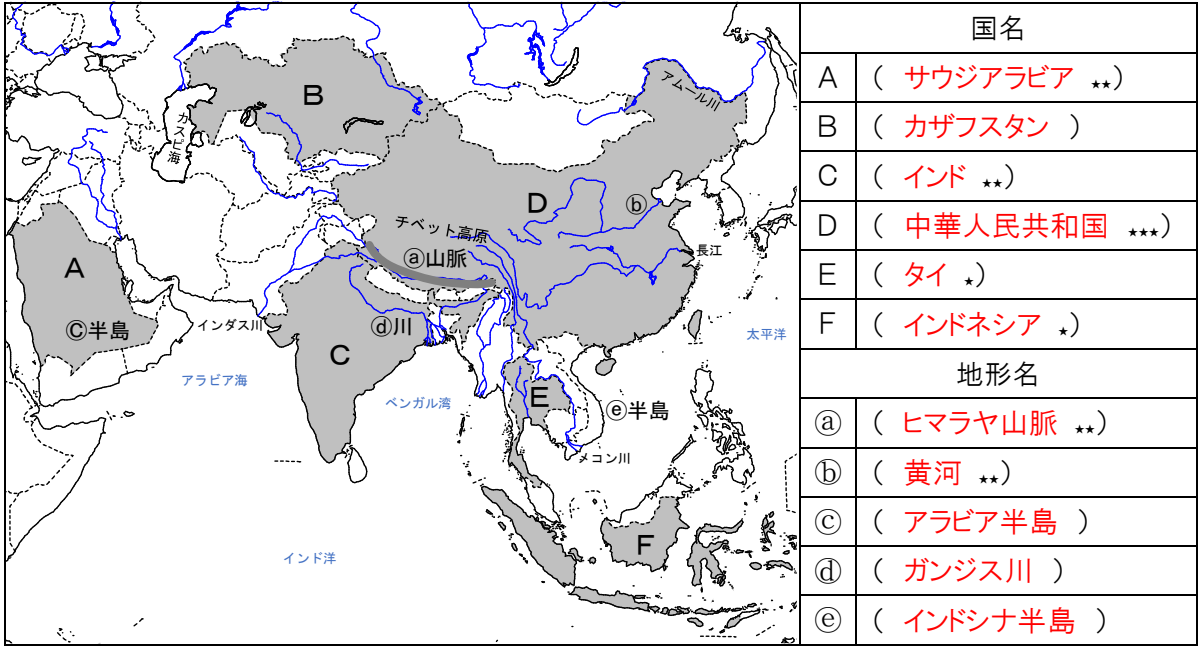 アムール川
B
カスピ海
D
ⓑ
チベット高原
ⓐ山脈
長江
A
インダス川
ⓓ川
Ⓒ半島
太平洋
C
アラビア海
ベンガル湾
E
ⓔ半島
メコン川
F
インド洋
国名
A ( サウジアラビア ★★)
B ( カザフスタン )
C ( インド ★★)
D ( 中華人民共和国 ★★★)
E ( タイ ★)
F ( インドネシア ★)
地形名
ⓐ ( ヒマラヤ山脈 ★★)
ⓑ ( 黄河 ★★)
ⓒ ( アラビア半島 )
ⓓ ( ガンジス川 )
ⓔ ( インドシナ半島 )